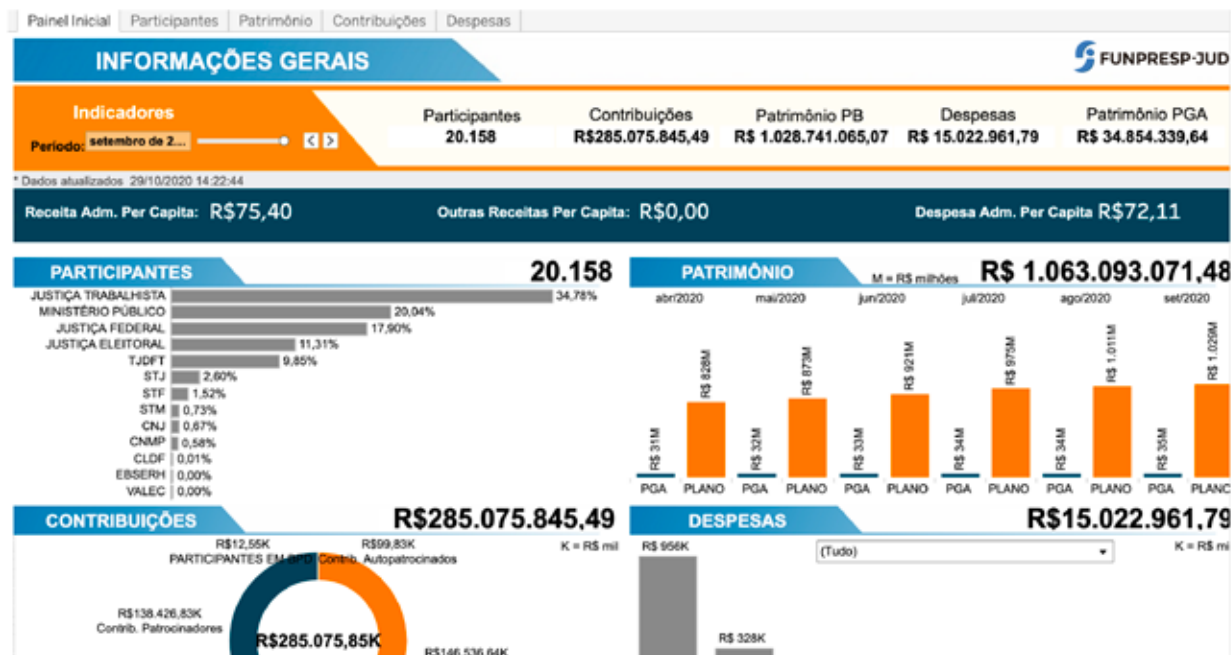 Painel Inicial Participantes Patrimônio Contribuições Despesas
INFORMAÇÕES GERAIS
FUNPRESP-JUD
Indicadores
Período: setembro de 2...
Participantes Contribuições Patrimônio PB Despesas Patrimônio PGA
20.158 R$285.075.845,49 R$ 1.028.741.065,07 R$ 15.022.961,79 R$ 34.854.339,64
* Dados atualizados 29/10/2020 14:22:44
Receita Adm. Per Capita: R$75,40 Outras Receitas Per Capita: R$0,00 Despesa Adm. Per Capita R$72,11
PARTICIPANTES 20.158
JUSTIÇA TRABALHISTA 34,78%
MINISTÉRIO PÚBLICO 20,04%
JUSTIÇA FEDERAL 17,90%
JUSTIÇA ELEITORAL 11,31%
TJDFT 9,85%
STJ 2,60%
STF 1,52%
STM 0,73%
CNJ 0,67%
CNMP 0,58%
CLDF 0,01%
EBSERH 0,00%
VALEC 0,00%
PATRIMÔNIO M = R$ milhões R$ 1.063.093.071,48
abr/2020 mai/2020 jun/2020 jul/2020 ago/2020 set/2020
R$ 31M R$ 828M R$ 32M R$ 873M R$ 33M R$ 921M R$ 34M R$ 975M R$ 34M R$ 1.011M R$ 35M R$ 1.029M
PGA PLANO PGA PLANO PGA PLANO PGA PLANO PGA PLANO PGA PLANO
CONTRIBUIÇÕES R$285.075.845,49
K = R$ mil
R$12,55K R$99,83K
PARTICIPANTES EM BPD Contrib. Autopatrocinados
R$138.426,83K
Contrib. Patrocinadores
R$285.075,85K
R$146.536,64K
DESPESAS R$15.022.961,79
R$ 956K (Tudo) K = R$ mi
R$ 328K